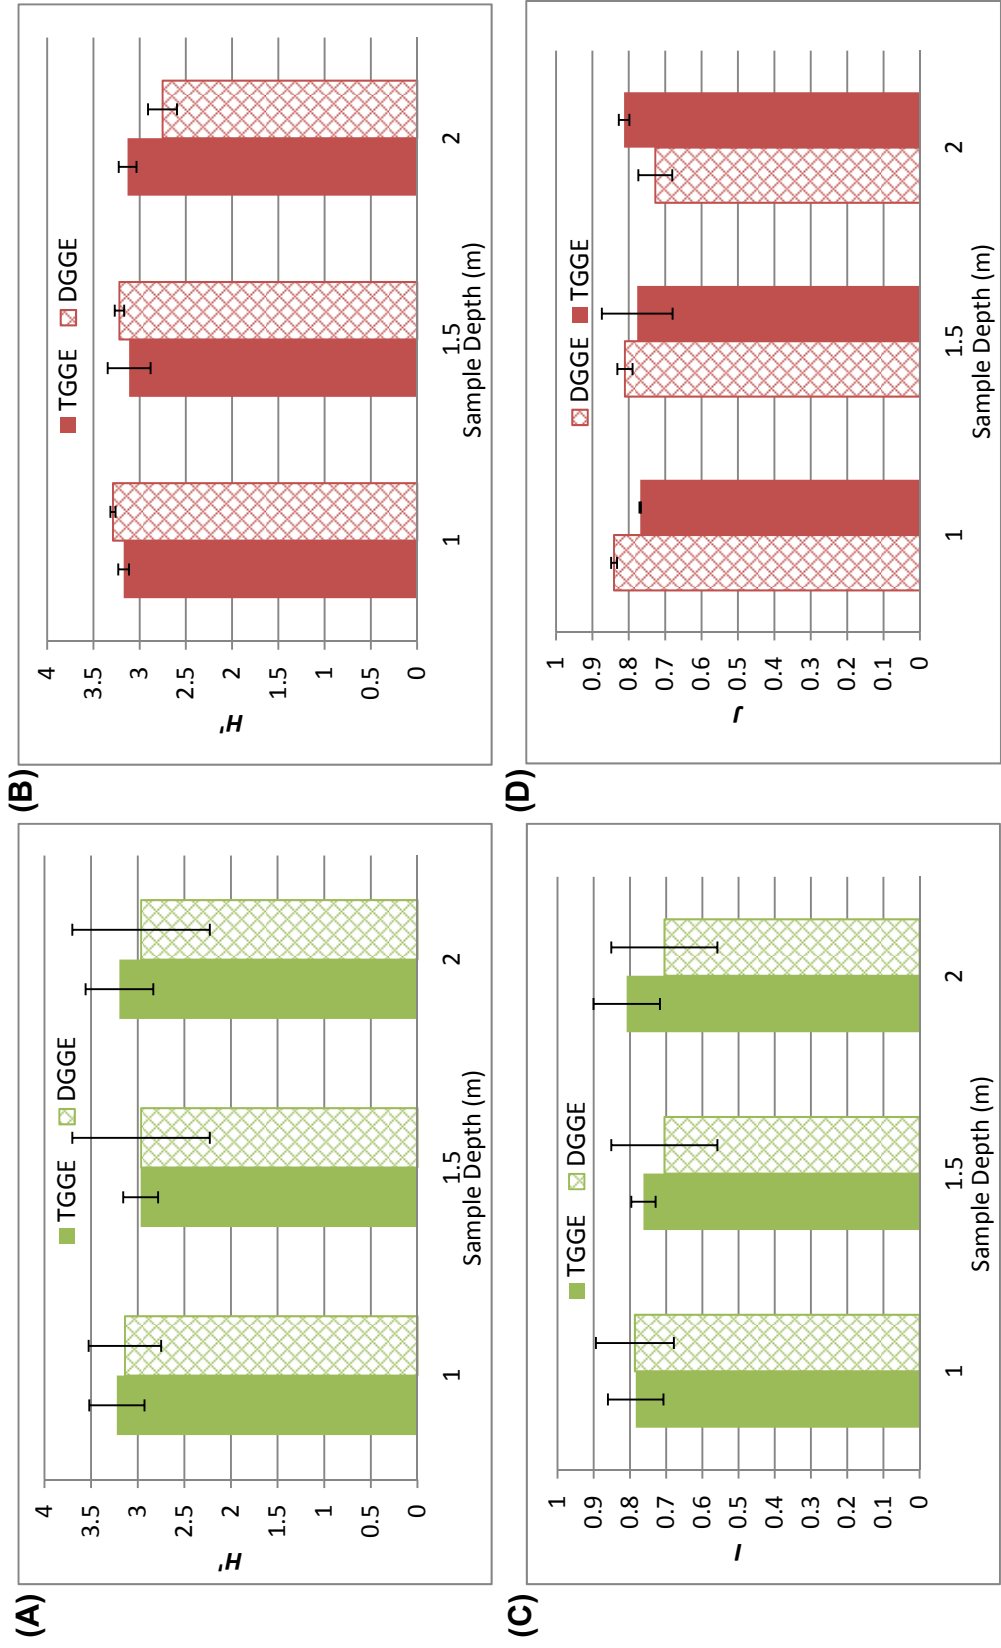 (A)
TGGE DGGE
4
3.5
3
2.5
2
1.5
1
0.5
0
H'
1 1.5 2
Sample Depth (m)
(B)
TGGE DGGE
4
3.5
3
2.5
2
1.5
1
0.5
0
H'
1 1.5 2
Sample Depth (m)
(C)
TGGE DGGE
1
0.9
0.8
0.7
0.6
0.5
0.4
0.3
0.2
0.1
0
I
1 1.5 2
Sample Depth (m)
(D)
DGGE TGGE
1
0.9
0.8
0.7
0.6
0.5
0.4
0.3
0.2
0.1
0
J
1 1.5 2
Sample Depth (m)